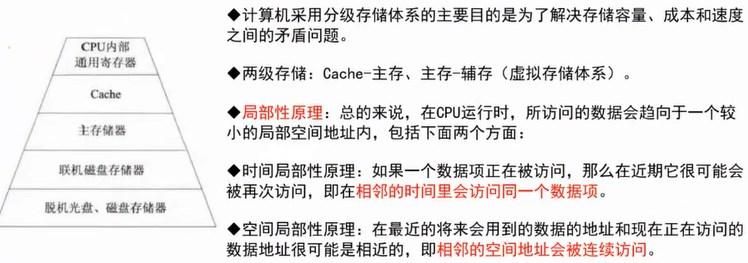 CPU内部
通用寄存器
Cache
主存储器
联机磁盘存储器
脱机光盘、磁盘存储器
◆计算机采用分级存储体系的主要目的是为了解决存储容量、成本和速度
之间的矛盾问题。
◆两级存储：Cache-主存、主存-辅存（虚拟存储体系）。
◆局部性原理：总的来说，在CPU运行时，所访问的数据会趋向于一个较
小的局部空间地址内，包括下面两个方面：
◆时间局部性原理：如果一个数据项正在被访问，那么在近期它很可能会
被再次访问，即在相邻的时间里会访问同一个数据项。
◆空间局部性原理：在最近的将来会用到的数据的地址和现在正在访问的
数据地址很可能是相近的，即相邻的空间地址会被连续访问。